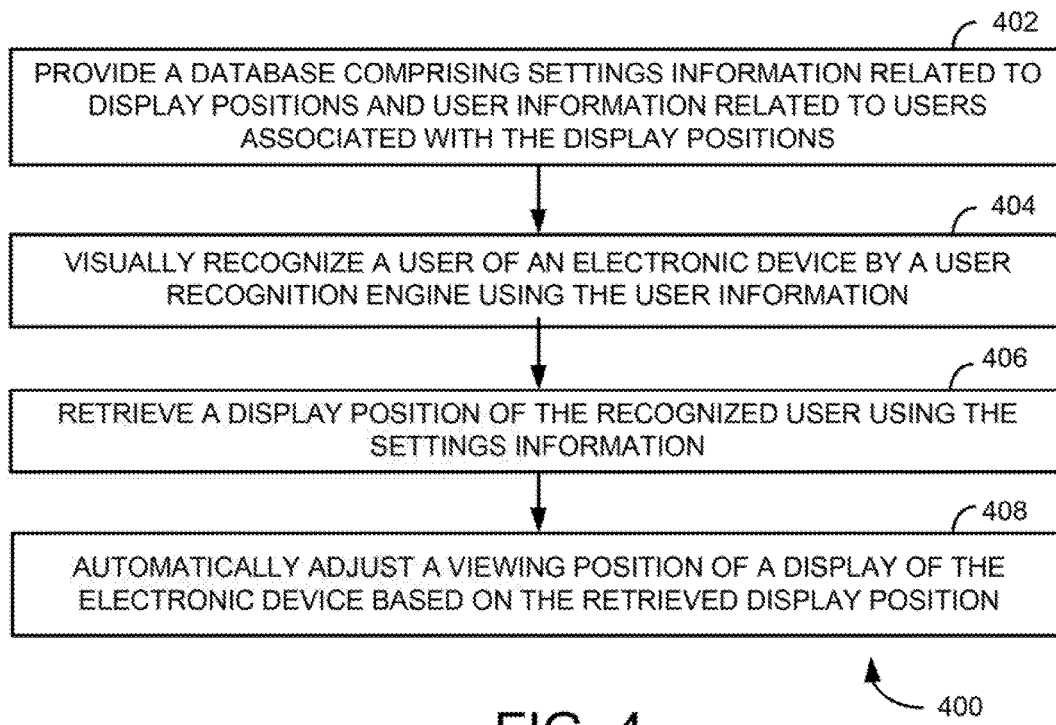 402
PROVIDE A DATABASE COMPRISING SETTINGS INFORMATION RELATED TO
DISPLAY POSITIONS AND USER INFORMATION RELATED TO USERS
ASSOCIATED WITH THE DISPLAY POSITIONS
404
VISUALLY RECOGNIZE A USER OF AN ELECTRONIC DEVICE BY A USER
RECOGNITION ENGINE USING THE USER INFORMATION
406
RETRIEVE A DISPLAY POSITION OF THE RECOGNIZED USER USING THE
SETTINGS INFORMATION
408
AUTOMATICALLY ADJUST A VIEWING POSITION OF A DISPLAY OF THE
ELECTRONIC DEVICE BASED ON THE RETRIEVED DISPLAY POSITION
400
FIG. 4